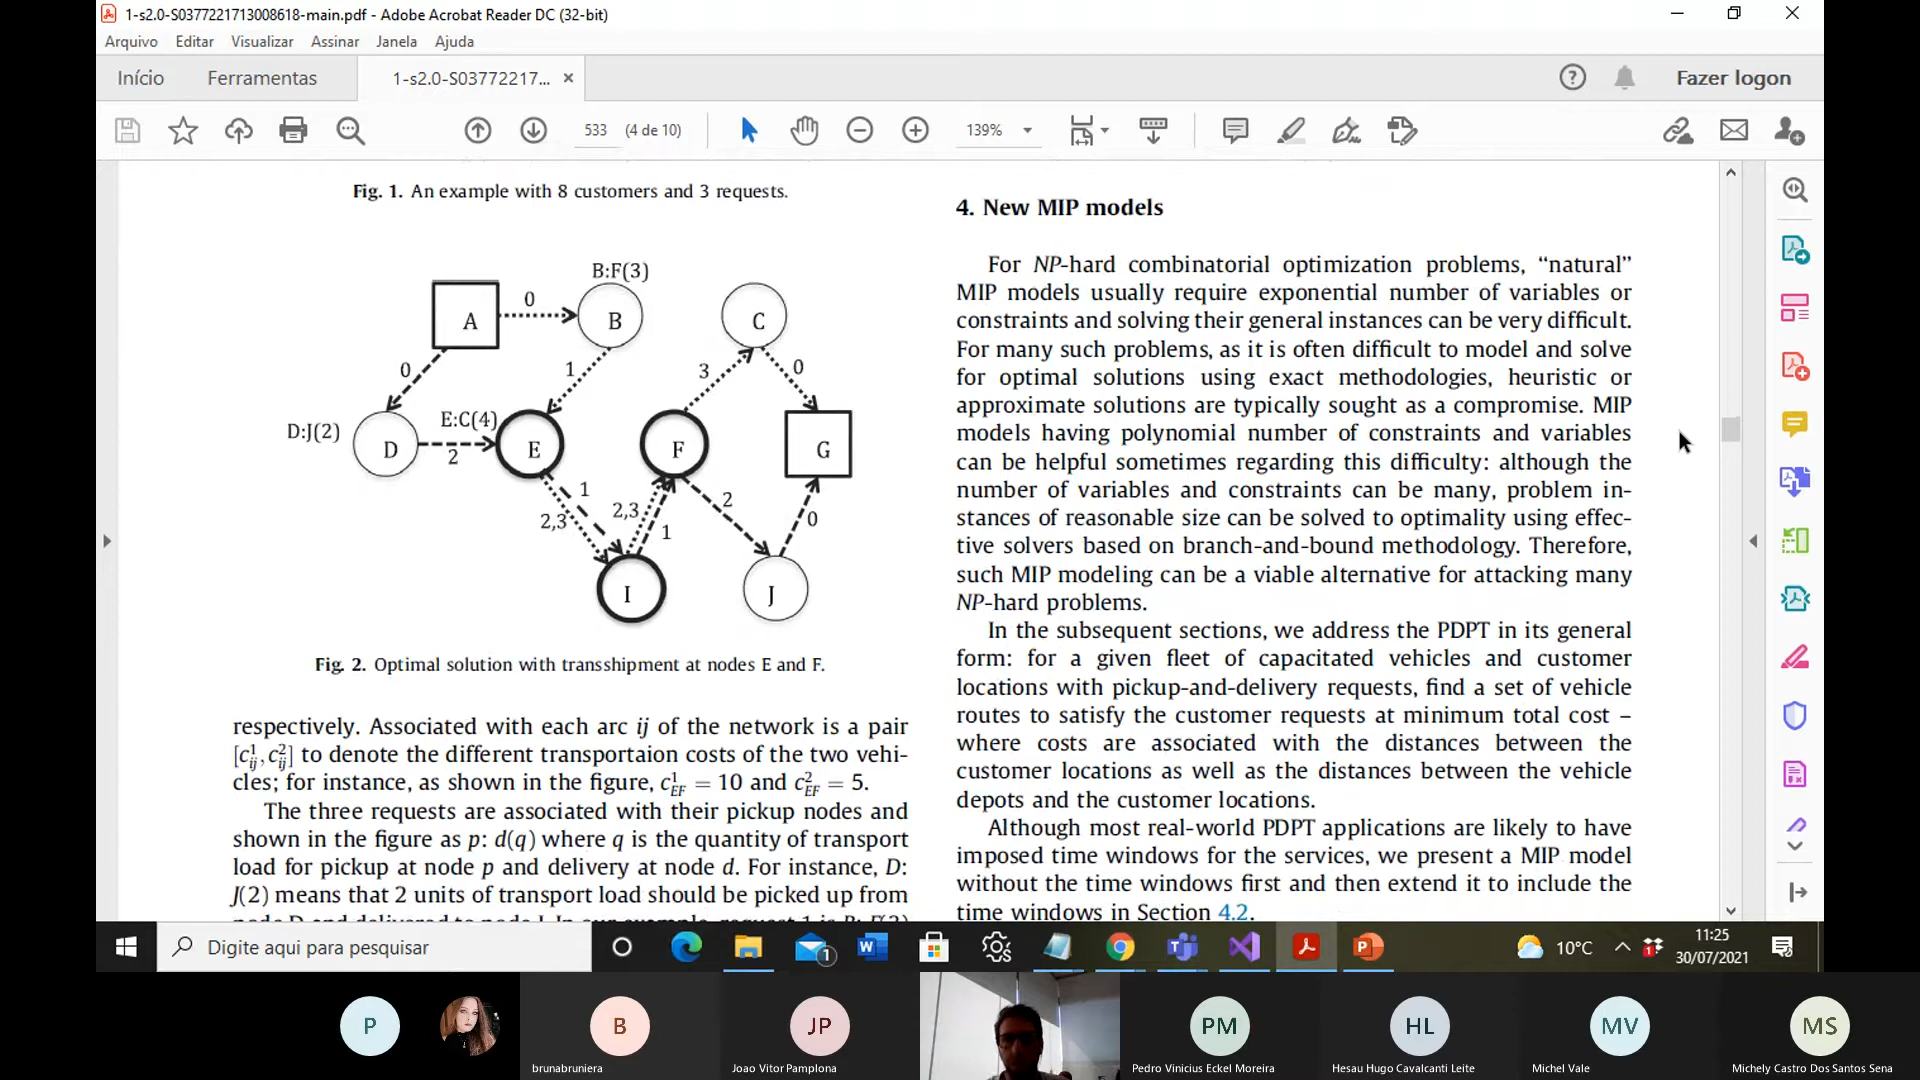 1-s2.0-S0377221713008618-main.pdf - Adobe Acrobat Reader DC (32-bit)
Arquivo Editar Visualizar Assinar Janela Ajuda
Início Ferramentas 1-s2.0-S03772217... × Fazer logon
533 (4 de 10) 139%
Fig. 1. An example with 8 customers and 3 requests.
B:F(3)
A 0 B C
0 1 3 0
D:J(2) D E:C(4) 2 E F G
1 2
2,3 2,3 1 0
I J
Fig. 2. Optimal solution with transshipment at nodes E and F.
respectively. Associated with each arc ij of the network is a pair
[c¹ij, c²ij] to denote the different transportaion costs of the two vehi-
cles; for instance, as shown in the figure, c¹EF = 10 and c²EF = 5.
The three requests are associated with their pickup nodes and
shown in the figure as p: d(q) where q is the quantity of transport
load for pickup at node p and delivery at node d. For instance, D:
J(2) means that 2 units of transport load should be picked up from
4. New MIP models
For NP-hard combinatorial optimization problems, “natural”
MIP models usually require exponential number of variables or
constraints and solving their general instances can be very difficult.
For many such problems, as it is often difficult to model and solve
for optimal solutions using exact methodologies, heuristic or
approximate solutions are typically sought as a compromise. MIP
models having polynomial number of constraints and variables
can be helpful sometimes regarding this difficulty: although the
number of variables and constraints can be many, problem in-
stances of reasonable size can be solved to optimality using effec-
tive solvers based on branch-and-bound methodology. Therefore,
such MIP modeling can be a viable alternative for attacking many
NP-hard problems.
In the subsequent sections, we address the PDPT in its general
form: for a given fleet of capacitated vehicles and customer
locations with pickup-and-delivery requests, find a set of vehicle
routes to satisfy the customer requests at minimum total cost –
where costs are associated with the distances between the
customer locations as well as the distances between the vehicle
depots and the customer locations.
Although most real-world PDPT applications are likely to have
imposed time windows for the services, we present a MIP model
without the time windows first and then extend it to include the
time windows in Section 4.2.
Digite aqui para pesquisar
1
10°C
11:25
30/07/2021
P B JP PM HL MV MS
brunabruniera Joao Vitor Pamplona Pedro Vinicius Eckel Moreira Hesau Hugo Cavalcanti Leite Michel Vale Michely Castro Dos Santos Sena